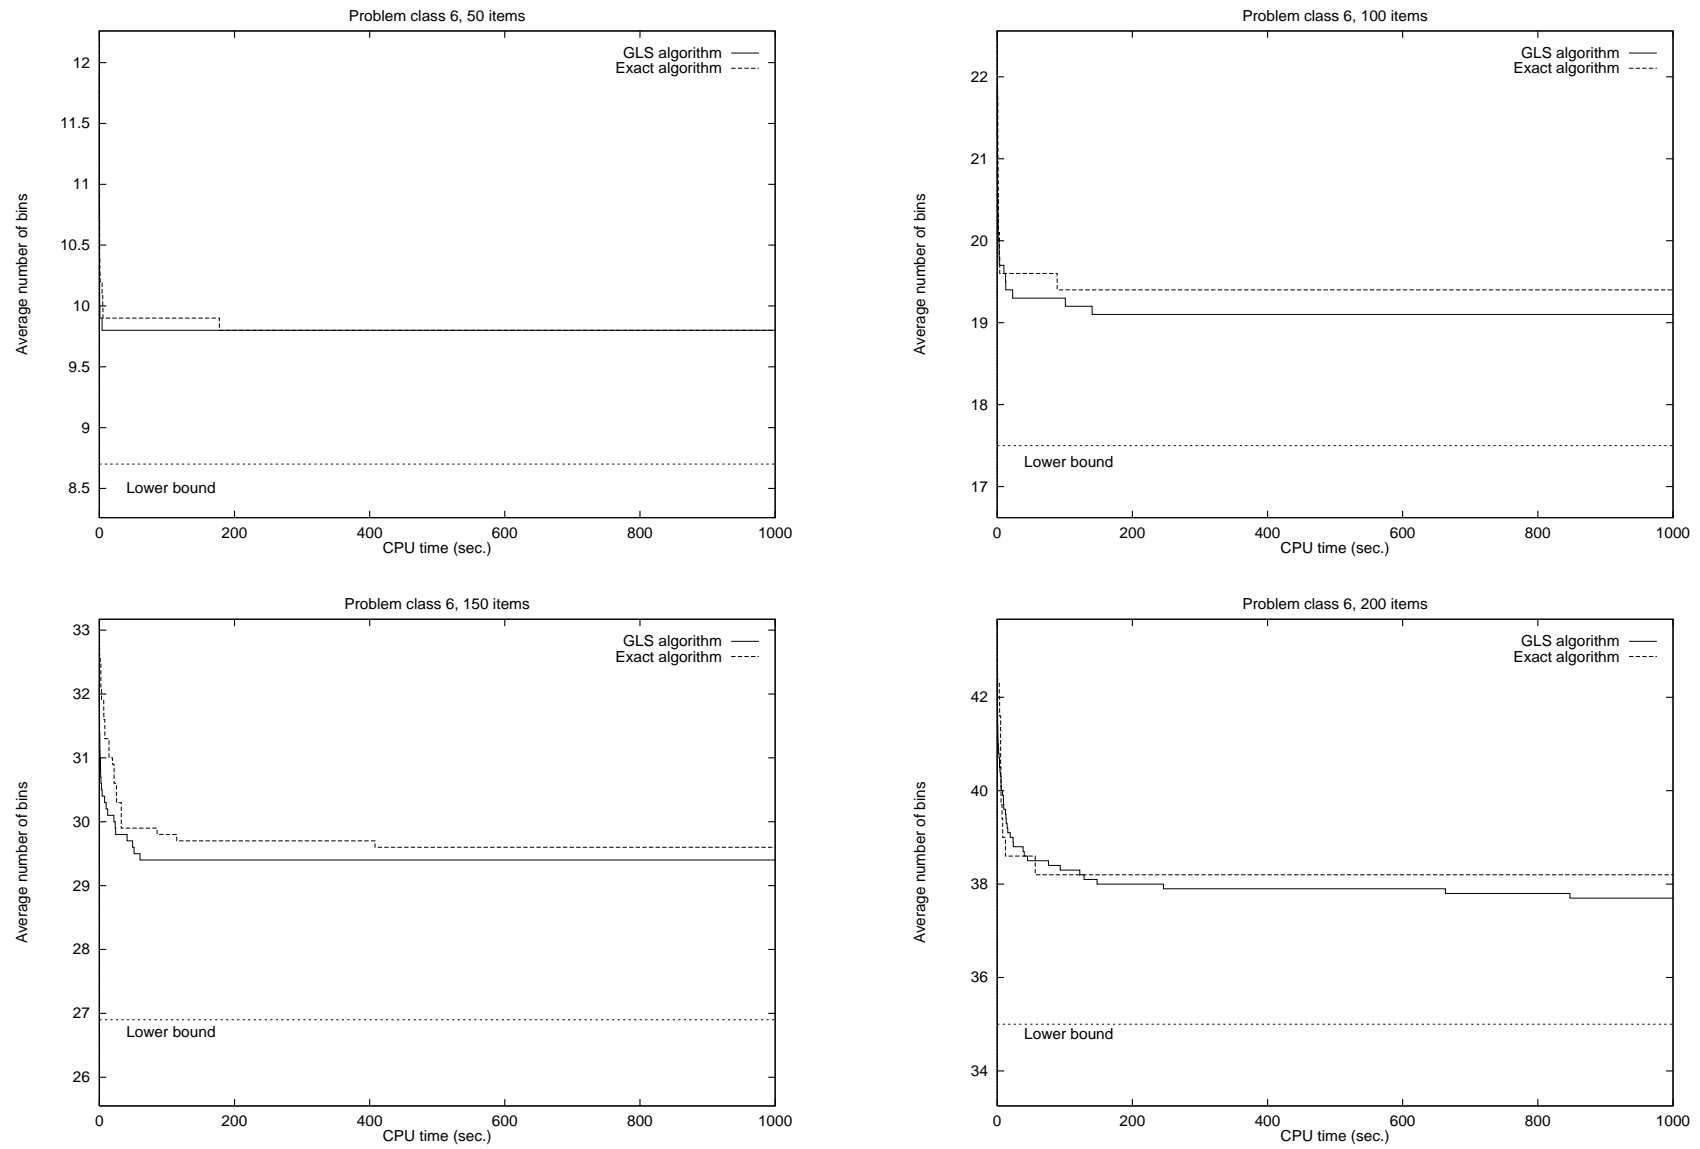 Problem class 6, 50 items
GLS algorithm
Exact algorithm
12
11.5
11
10.5
10
9.5
9
8.5
Average number of bins
Lower bound
0 200 400 600 800 1000
CPU time (sec.)
Problem class 6, 100 items
GLS algorithm
Exact algorithm
22
21
20
19
18
17
Average number of bins
Lower bound
0 200 400 600 800 1000
CPU time (sec.)
Problem class 6, 150 items
GLS algorithm
Exact algorithm
33
32
31
30
29
28
27
26
Average number of bins
Lower bound
0 200 400 600 800 1000
CPU time (sec.)
Problem class 6, 200 items
GLS algorithm
Exact algorithm
42
40
38
36
34
Average number of bins
Lower bound
0 200 400 600 800 1000
CPU time (sec.)